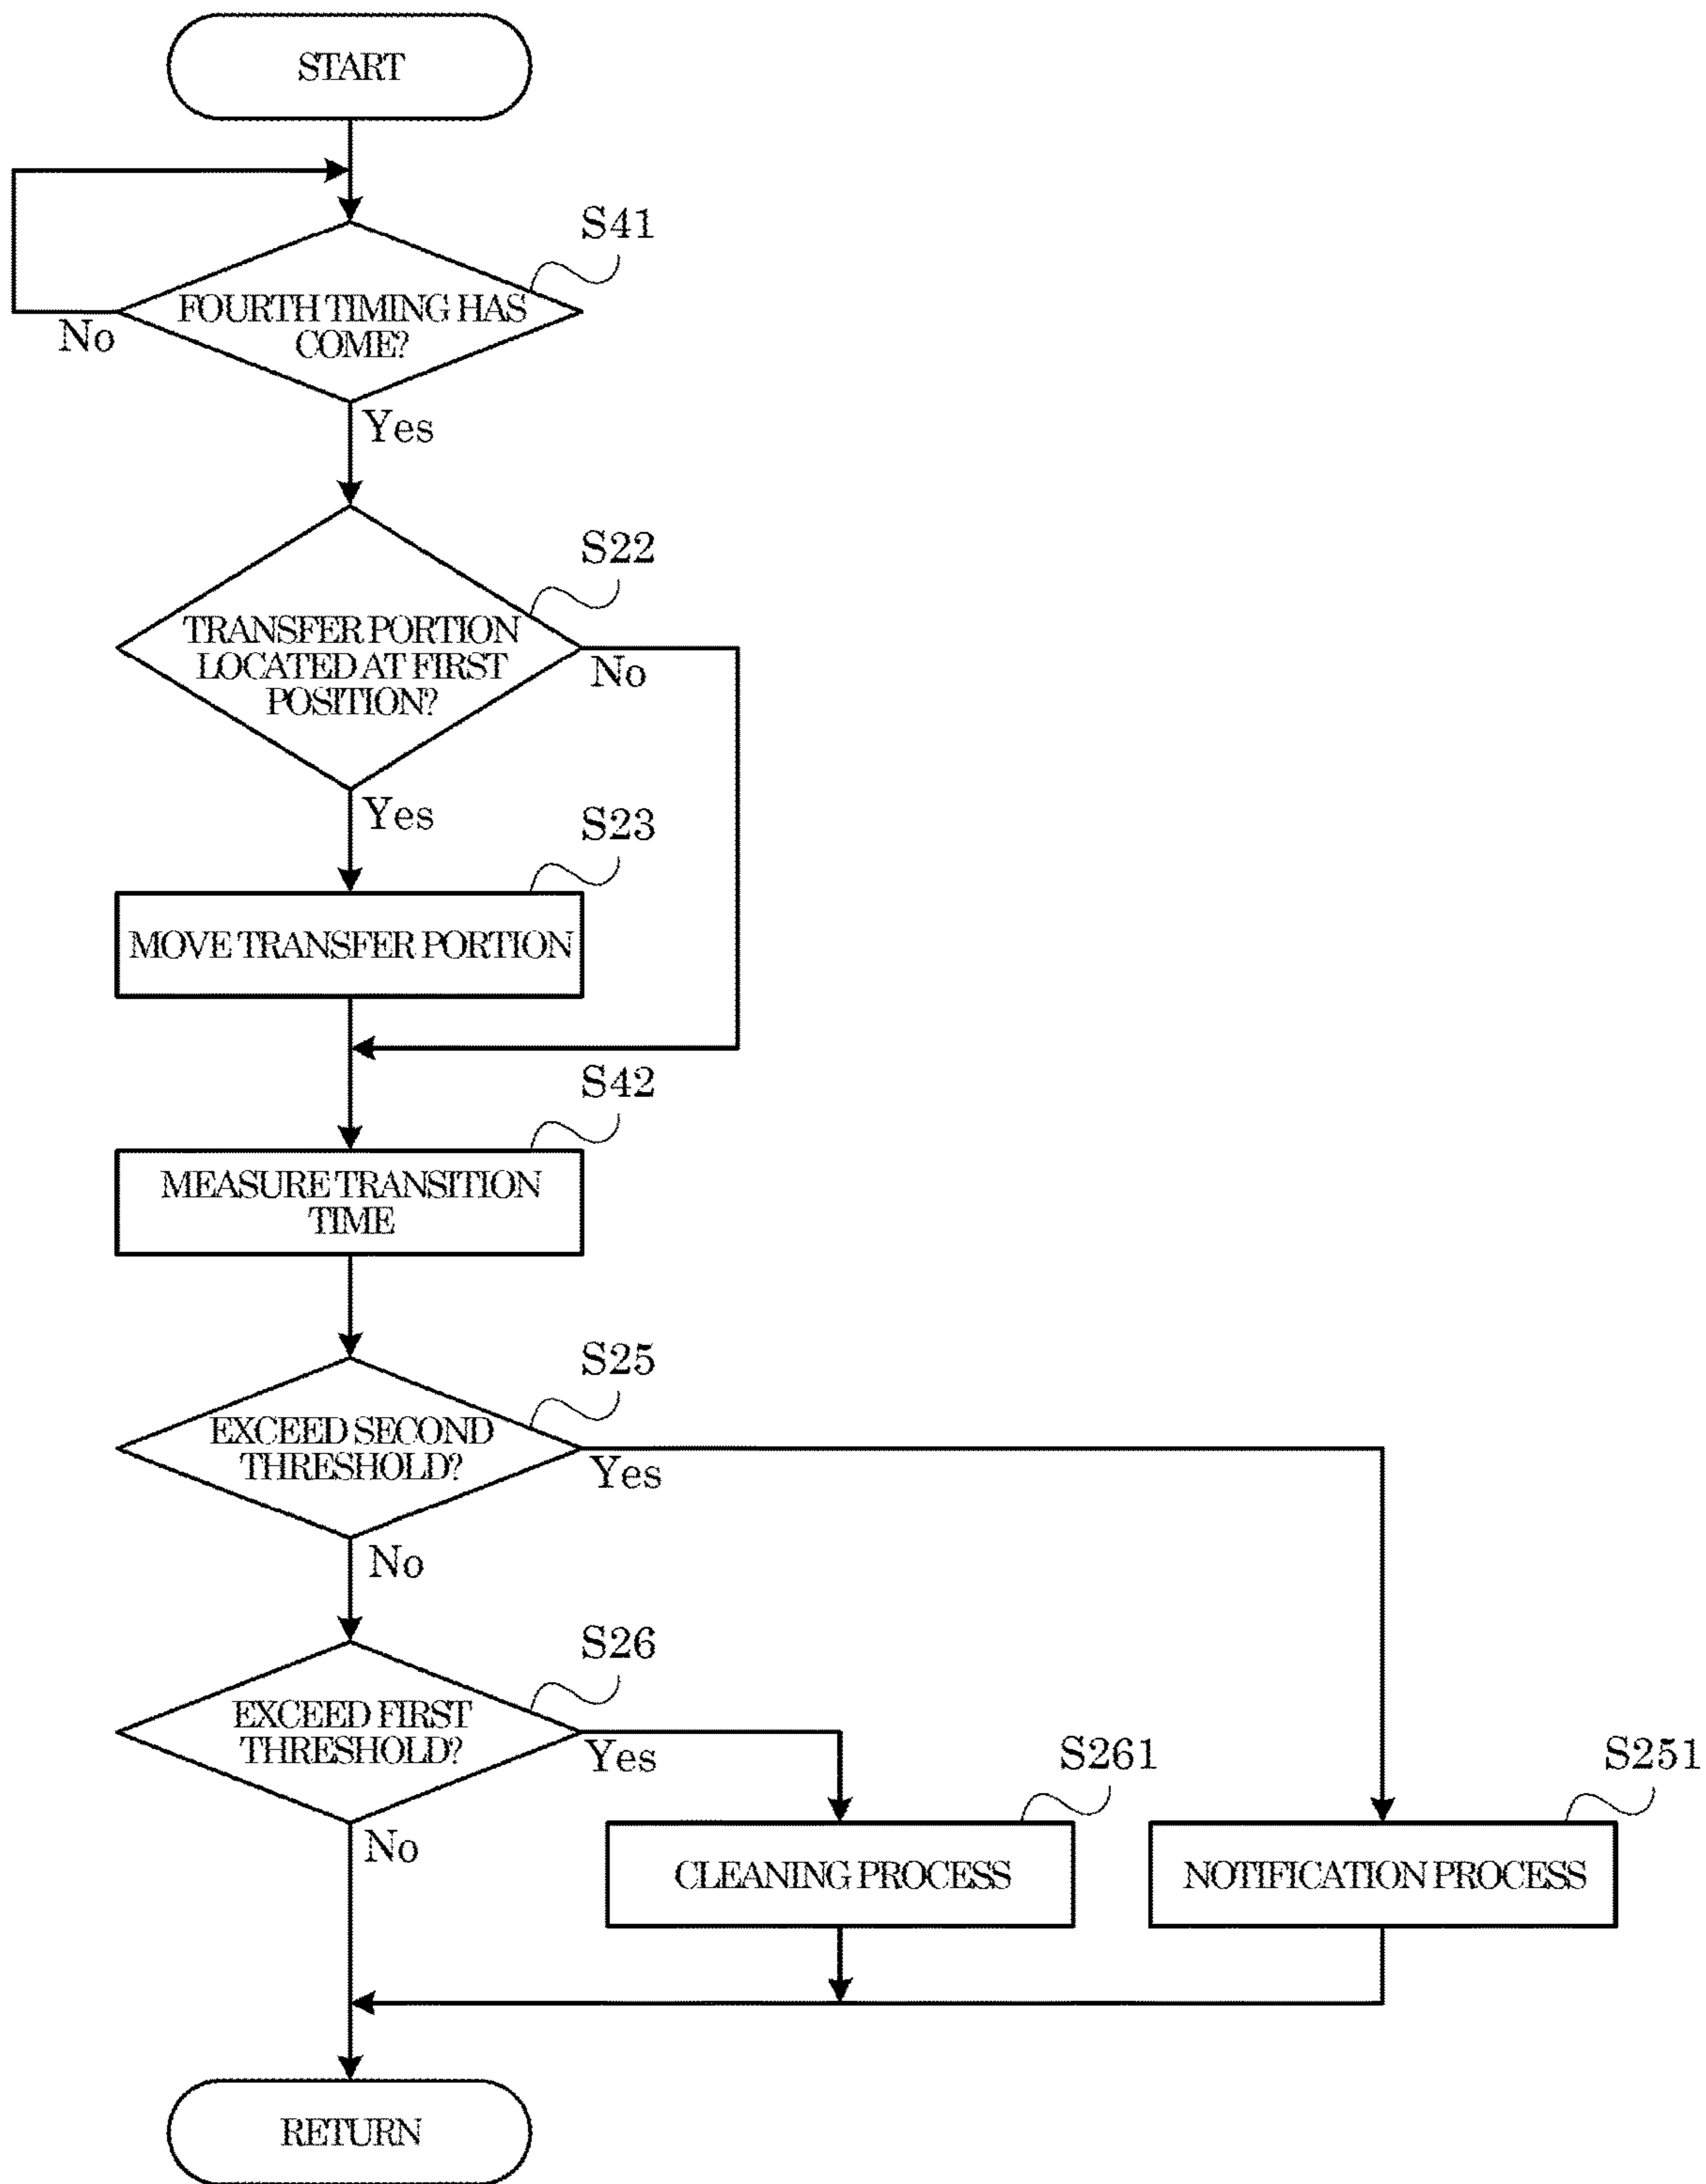 START
S41
FOURTH TIMING HAS
COME?
No
Yes
S22
TRANSFER PORTION
LOCATED AT FIRST
POSITION?
No
Yes
S23
MOVE TRANSFER PORTION
S42
MEASURE TRANSITION
TIME
S25
EXCEED SECOND
THRESHOLD?
Yes
No
S26
EXCEED FIRST
THRESHOLD?
Yes
No
S261
CLEANING PROCESS
S251
NOTIFICATION PROCESS
RETURN